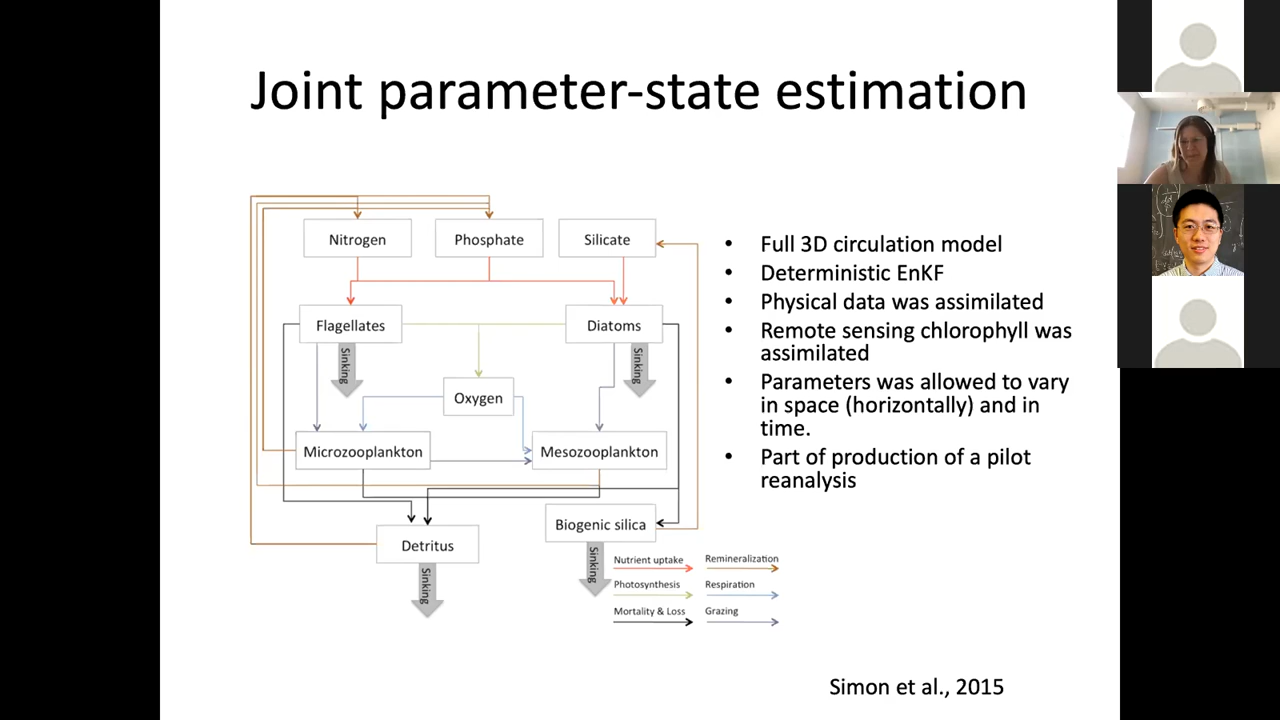 Joint parameter-state estimation
Nitrogen
Phosphate
Silicate
Flagellates
Diatoms
Sinking
Sinking
Oxygen
Microzooplankton
Mesozooplankton
Detritus
Biogenic silica
Sinking
Sinking
Nutrient uptake
Remineralization
Photosynthesis
Respiration
Mortality & Loss
Grazing
• Full 3D circulation model
• Deterministic EnKF
• Physical data was assimilated
• Remote sensing chlorophyll was
assimilated
• Parameters was allowed to vary
in space (horizontally) and in
time.
• Part of production of a pilot
reanalysis
Simon et al., 2015